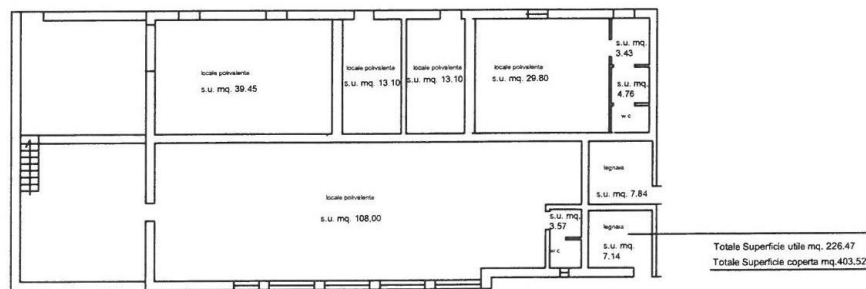 locale polivalente
s.u. mq. 39.45
locale polivalente
s.u. mq. 13.10
locale polivalente
s.u. mq. 13,10
locale polivalente
s.u. mq. 29.80
s.u. mq.
3.43
s.u. mq.
4.76
w c
locale polivalenta
s.u. mq. 108,00
s.u. mq.
3.57
w c
legnaia
s.u. mq. 7.84
legnaia
s.u. mq
7.14
Totale Superficie utile mq. 226.47
Totale Superficie coperta mq.403,52